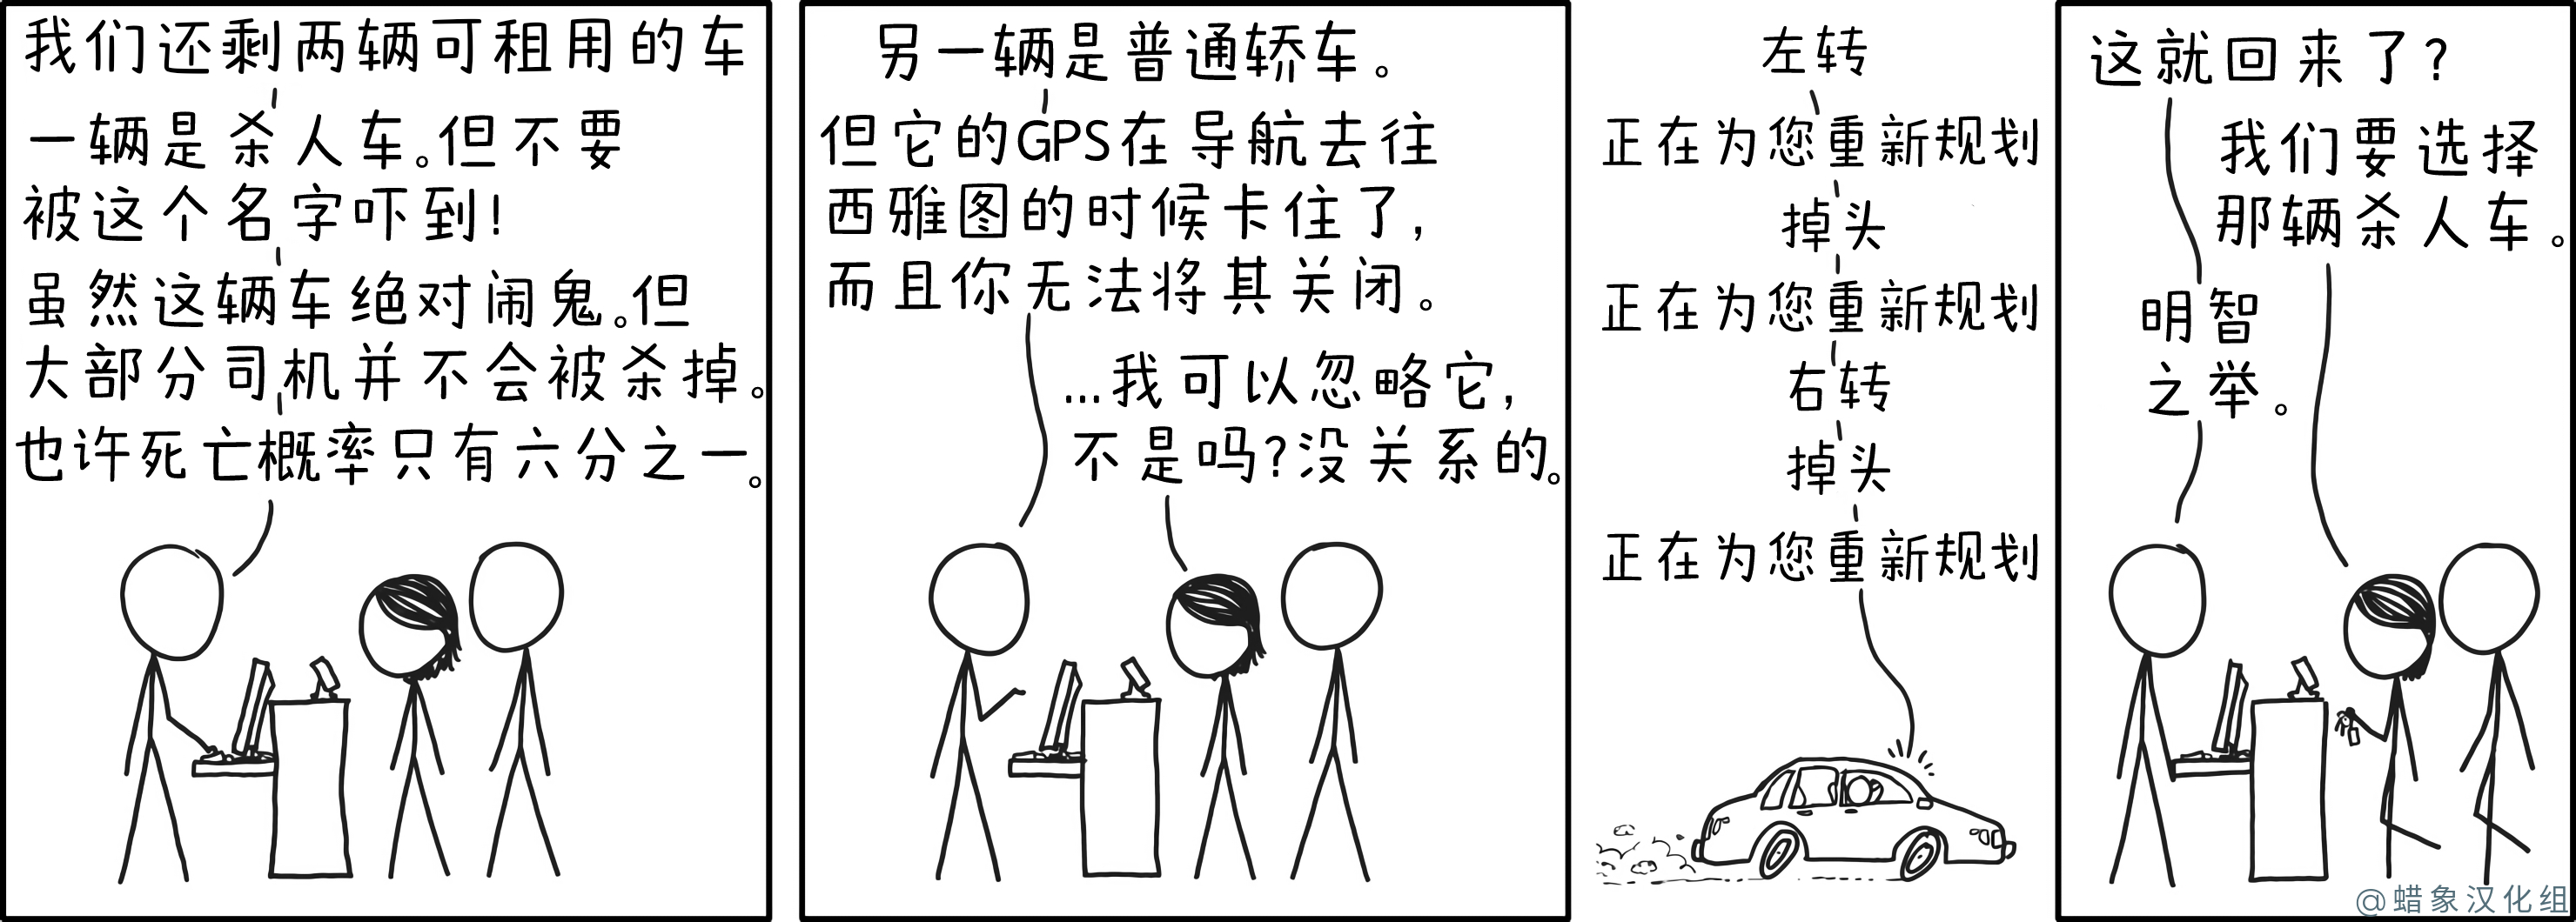 我们还剩两辆可租用的车
一辆是杀人车。但不要
被这个名字吓到!
虽然这辆车绝对闹鬼。但
大部分司机并不会被杀掉。
也许死亡概率只有六分之一。
另一辆是普通轿车。
但它的GPS在导航去往
西雅图的时候卡住了,
而且你无法将其关闭。
...我可以忽略它,
不是吗?没关系的。
左转
正在为您重新规划
掉头
正在为您重新规划
右转
掉头
正在为您重新规划
这就回来了?
我们要选择
那辆杀人车。
明智
之举。
@蜡象汉化组